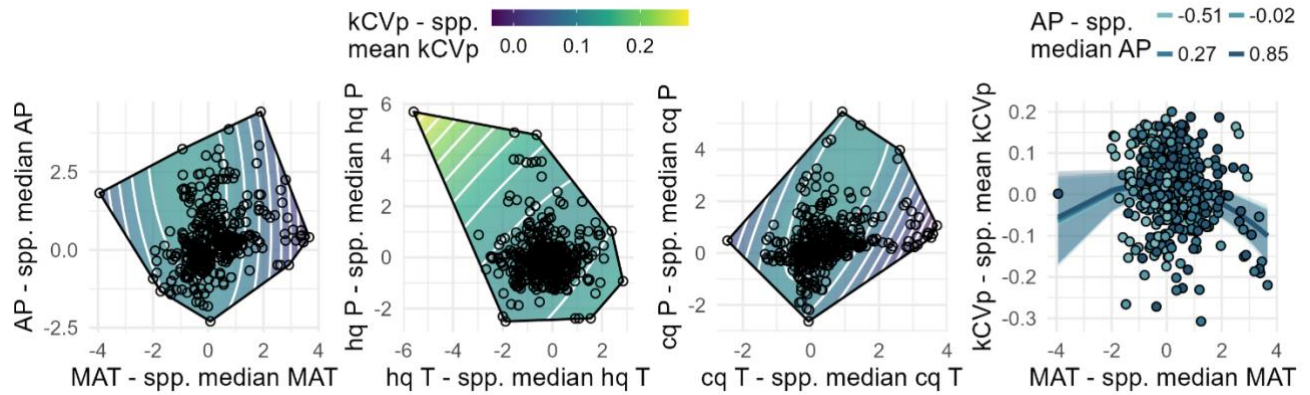 kCVp - spp.
mean kCVp
0.0 0.1 0.2
AP - spp. -0.51 -0.02
median AP 0.27 0.85
AP - spp. median AP
2.5
0.0
-2.5
-4 -2 0 2 4
MAT - spp. median MAT
hq P - spp. median hq P
6
4
2
0
-2
-6 -4 -2 0 2
hq T - spp. median hq T
cq P - spp. median cq P
6
4
2
0
-2
-2 0 2
cq T - spp. median cq T
kCVp - spp. mean kCVp
0.2
0.1
0.0
-0.1
-0.2
-0.3
-4 -2 0 2 4
MAT - spp. median MAT